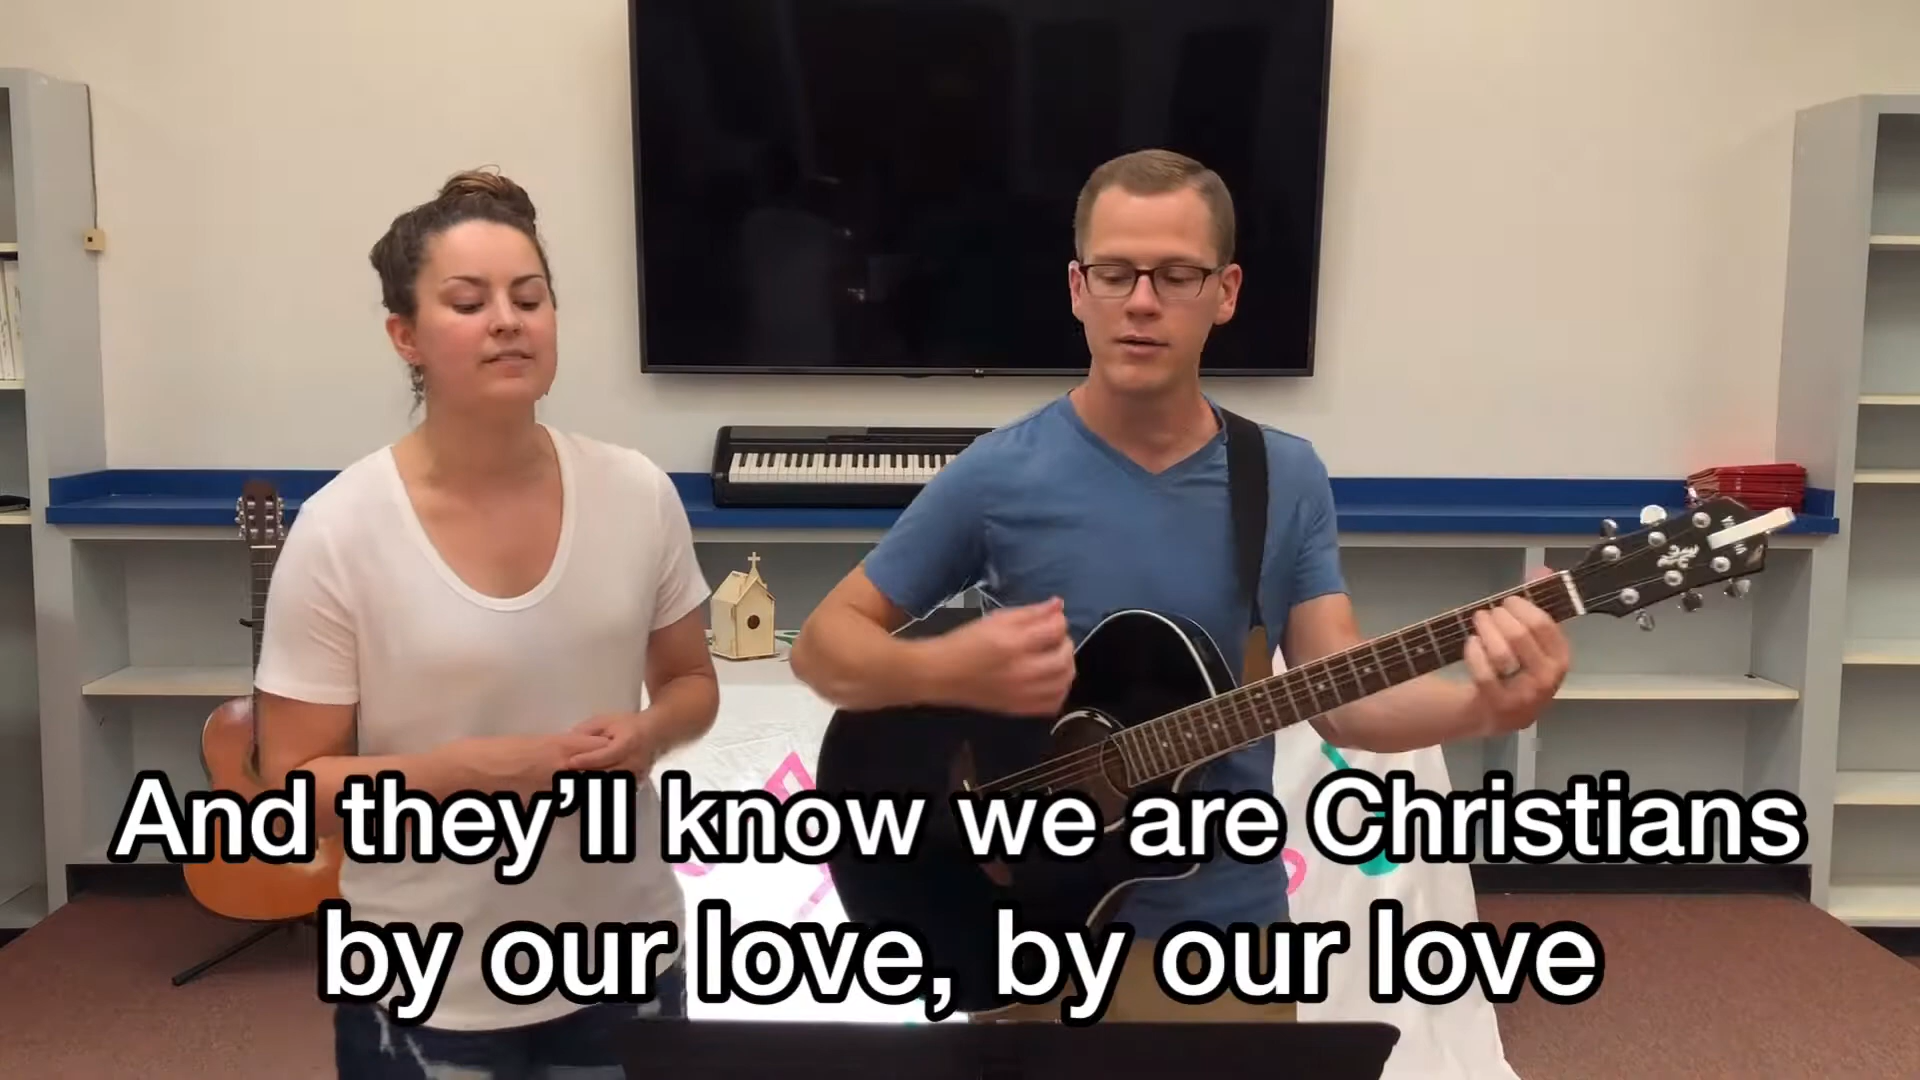 And they’ll know we are Christians
by our love, by our love